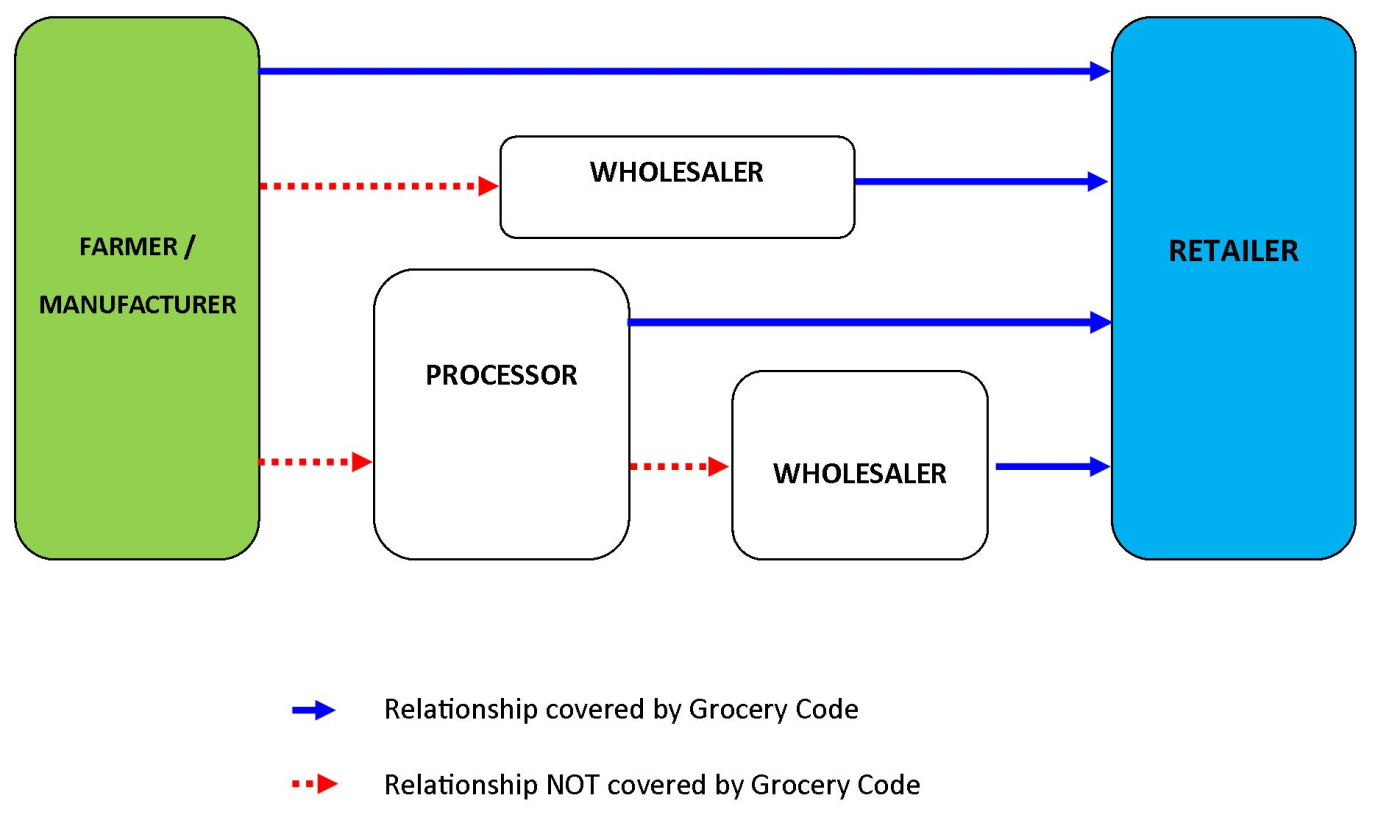 WHOLESALER
FARMER /
MANUFACTURER
RETAILER
PROCESSOR
WHOLESALER
Relationship covered by Grocery Code
Relationship NOT covered by Grocery Code